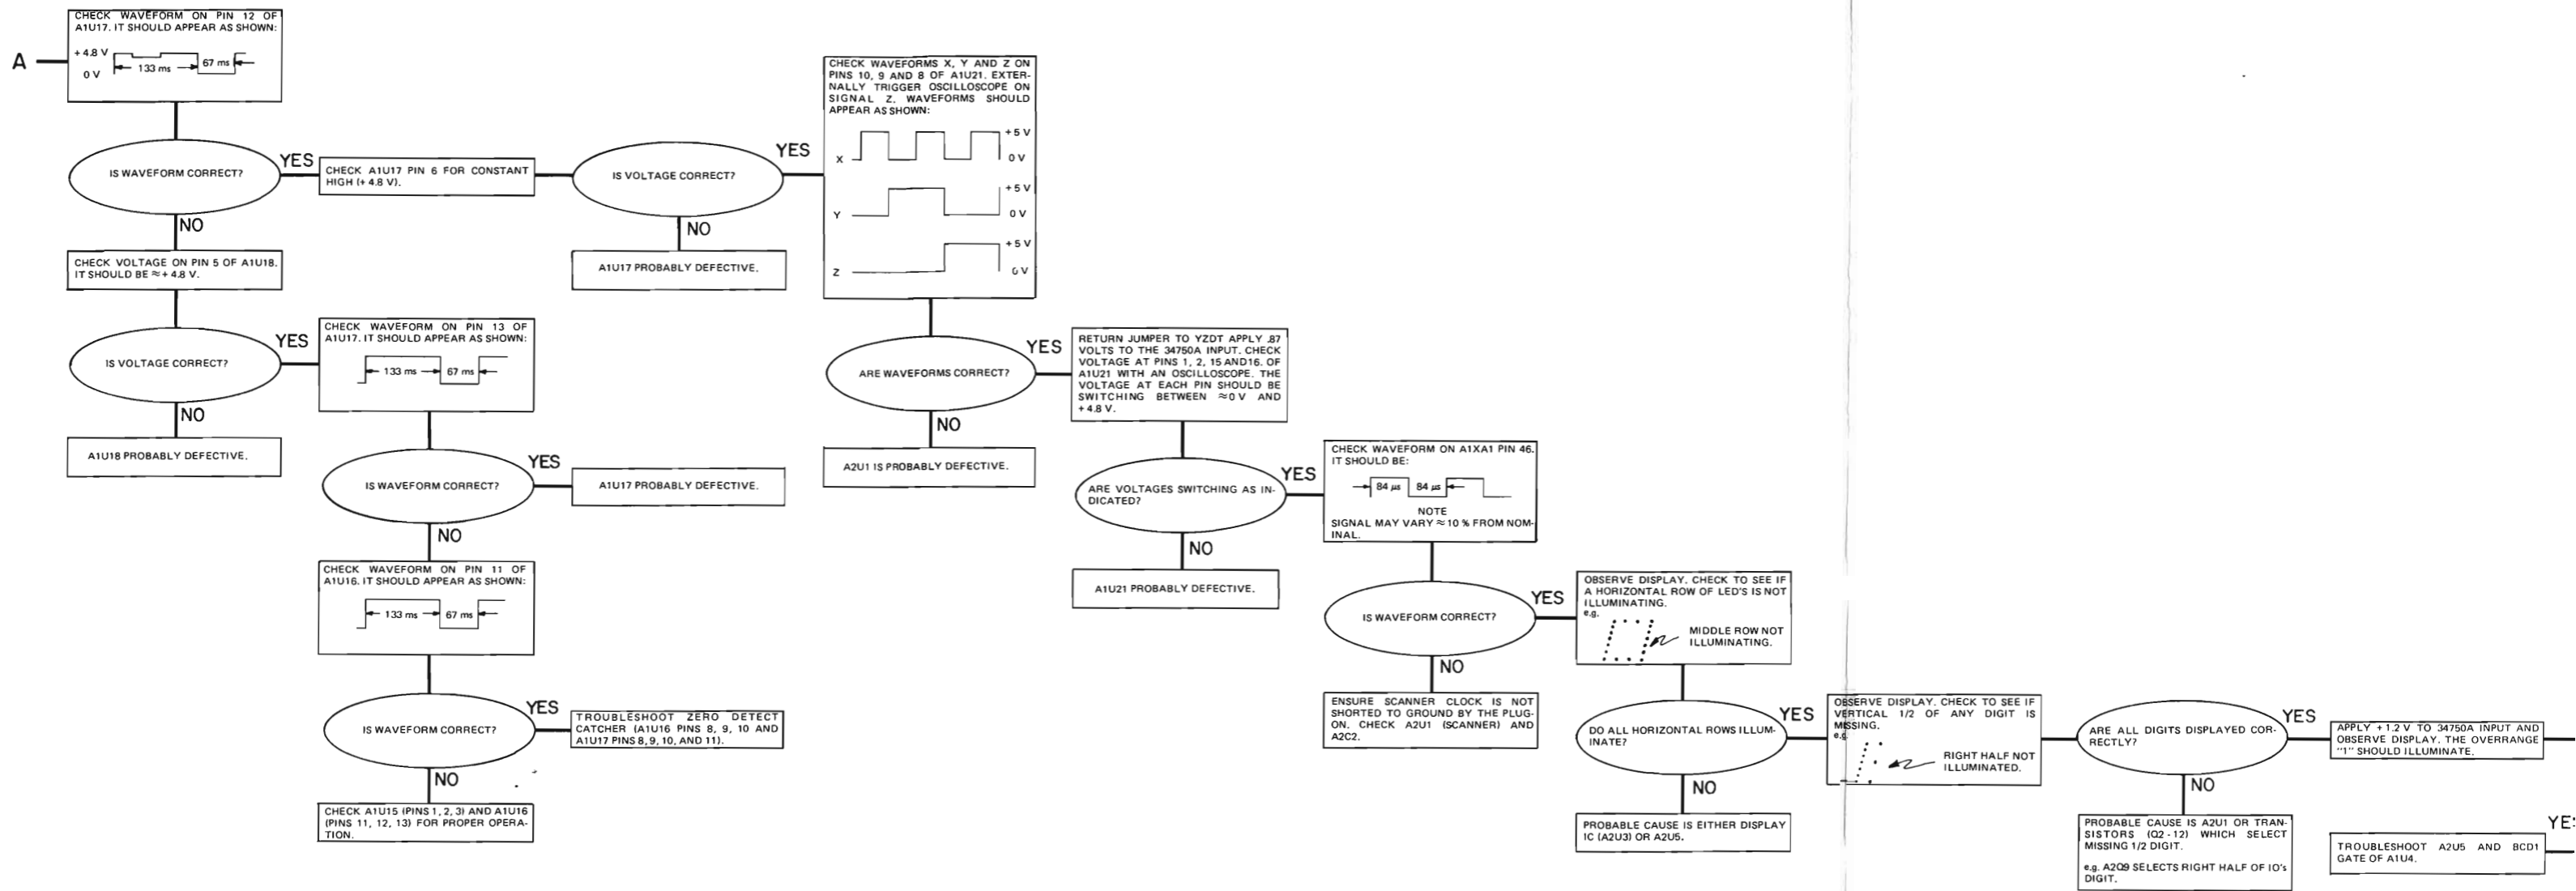 A
CHECK WAVEFORM ON PIN 12 OF
A1U17. IT SHOULD APPEAR AS SHOWN:
+ 4.8 V
0 V
133 ms
67 ms
IS WAVEFORM CORRECT?
YES
CHECK A1U17 PIN 6 FOR CONSTANT
HIGH (+ 4.8 V).
IS VOLTAGE CORRECT?
YES
NO
A1U17 PROBABLY DEFECTIVE.
NO
CHECK VOLTAGE ON PIN 5 OF A1U18.
IT SHOULD BE ≈+ 4.8 V.
IS VOLTAGE CORRECT?
YES
NO
A1U18 PROBABLY DEFECTIVE.
CHECK WAVEFORM ON PIN 13 OF
A1U17. IT SHOULD APPEAR AS SHOWN:
133 ms
67 ms
IS WAVEFORM CORRECT?
YES
A1U17 PROBABLY DEFECTIVE.
NO
CHECK WAVEFORM ON PIN 11 OF
A1U16. IT SHOULD APPEAR AS SHOWN:
133 ms
67 ms
IS WAVEFORM CORRECT?
YES
TROUBLESHOOT ZERO DETECT
CATCHER (A1U16 PINS 8, 9, 10 AND
A1U17 PINS 8, 9, 10, AND 11).
NO
CHECK A1U15 (PINS 1, 2, 3) AND A1U16
(PINS 11, 12, 13) FOR PROPER OPERA-
TION.
CHECK WAVEFORMS X, Y AND Z ON
PINS 10, 9 AND 8 OF A1U21. EXTER-
NALLY TRIGGER OSCILLOSCOPE ON
SIGNAL Z. WAVEFORMS SHOULD
APPEAR AS SHOWN:
+ 5 V
X
0 V
+ 5 V
Y
0 V
+ 5 V
Z
0 V
ARE WAVEFORMS CORRECT?
YES
NO
A2U1 IS PROBABLY DEFECTIVE.
RETURN JUMPER TO YZDT APPLY .87
VOLTS TO THE 34750A INPUT. CHECK
VOLTAGE AT PINS 1, 2, 15 AND16. OF
A1U21 WITH AN OSCILLOSCOPE. THE
VOLTAGE AT EACH PIN SHOULD BE
SWITCHING BETWEEN ≈0 V AND
+ 4.8 V.
ARE VOLTAGES SWITCHING AS IN-
DICATED?
YES
NO
A1U21 PROBABLY DEFECTIVE.
CHECK WAVEFORM ON A1XA1 PIN 46.
IT SHOULD BE:
84 µs
84 µs
NOTE
SIGNAL MAY VARY ≈ 10 % FROM NOM-
INAL.
IS WAVEFORM CORRECT?
YES
NO
ENSURE SCANNER CLOCK IS NOT
SHORTED TO GROUND BY THE PLUG-
ON. CHECK A2U1 (SCANNER) AND
A2C2.
OBSERVE DISPLAY. CHECK TO SEE IF
A HORIZONTAL ROW OF LED'S IS NOT
ILLUMINATING.
e.g.
MIDDLE ROW NOT
ILLUMINATING.
DO ALL HORIZONTAL ROWS ILLUM-
INATE?
YES
NO
PROBABLE CAUSE IS EITHER DISPLAY
IC (A2U3) OR A2U5.
OBSERVE DISPLAY. CHECK TO SEE IF
VERTICAL 1/2 OF ANY DIGIT IS
MISSING.
e.g.
RIGHT HALF NOT
ILLUMINATED.
ARE ALL DIGITS DISPLAYED COR-
RECTLY?
YES
NO
PROBABLE CAUSE IS A2U1 OR TRAN-
SISTORS (Q2 - 12) WHICH SELECT
MISSING 1/2 DIGIT.
e.g. A2Q9 SELECTS RIGHT HALF OF IO's
DIGIT.
APPLY + 1.2 V TO 34750A INPUT AND
OBSERVE DISPLAY. THE OVERRANGE
"1" SHOULD ILLUMINATE.
YES
TROUBLESHOOT A2U5 AND BCD1
GATE OF A1U4.